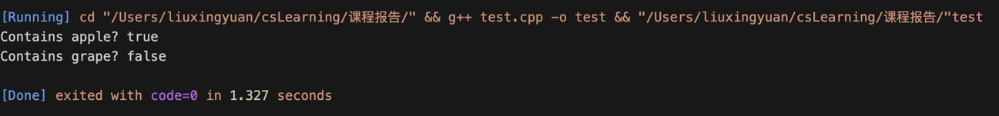 [Running] cd "/Users/liuxingyuan/csLearning/课程报告/" && g++ test.cpp -o test && "/Users/liuxingyuan/csLearning/课程报告/"test
Contains apple? true
Contains grape? false
[Done] exited with code=0 in 1.327 seconds